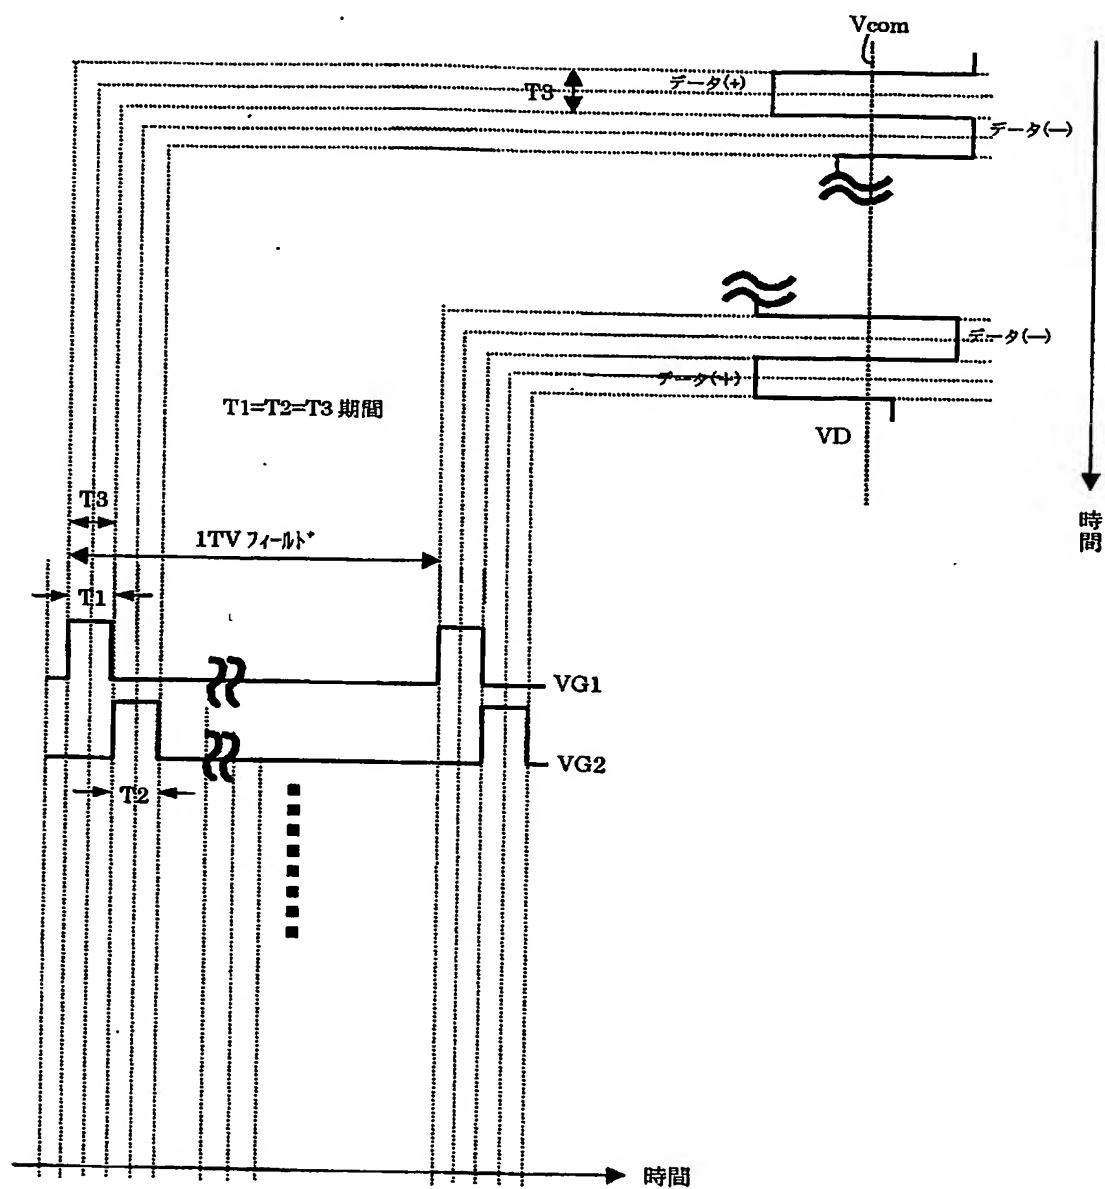 Vcom
データ(+)
T3
データ(—)
データ(—)
データ(+)
T1=T2=T3 期間
VD
T3
時間
1TV フィールド
T1
VG1
VG2
T2
時間